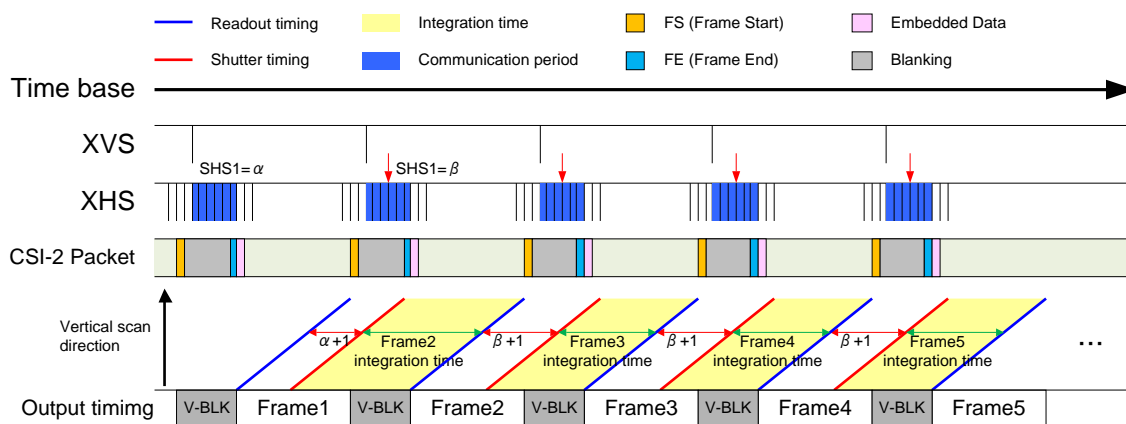 Readout timing
Integration time
FS (Frame Start)
Embedded Data
Shutter timing
Communication period
FE (Frame End)
Blanking
Time base
XVS
SHS1= α
SHS1= β
XHS
CSI-2 Packet
Vertical scan
direction
α+1
Frame2
integration time
β+1
Frame3
integration time
β+1
Frame4
integration time
β+1
Frame5
integration time
...
Output timimg
V-BLK
Frame1
V-BLK
Frame2
V-BLK
Frame3
V-BLK
Frame4
V-BLK
Frame5